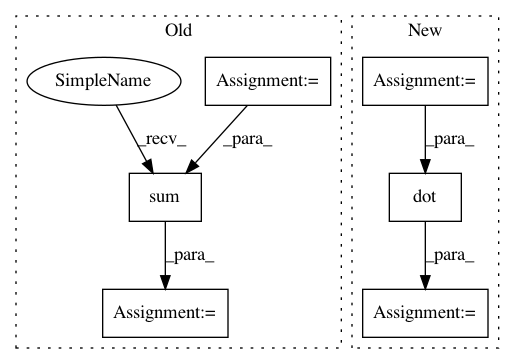 Old
New
SimpleName
Assignment:=
Assignment:=
_recv_
_para_
_para_
sum
dot
_para_
_para_
Assignment:=
Assignment:=